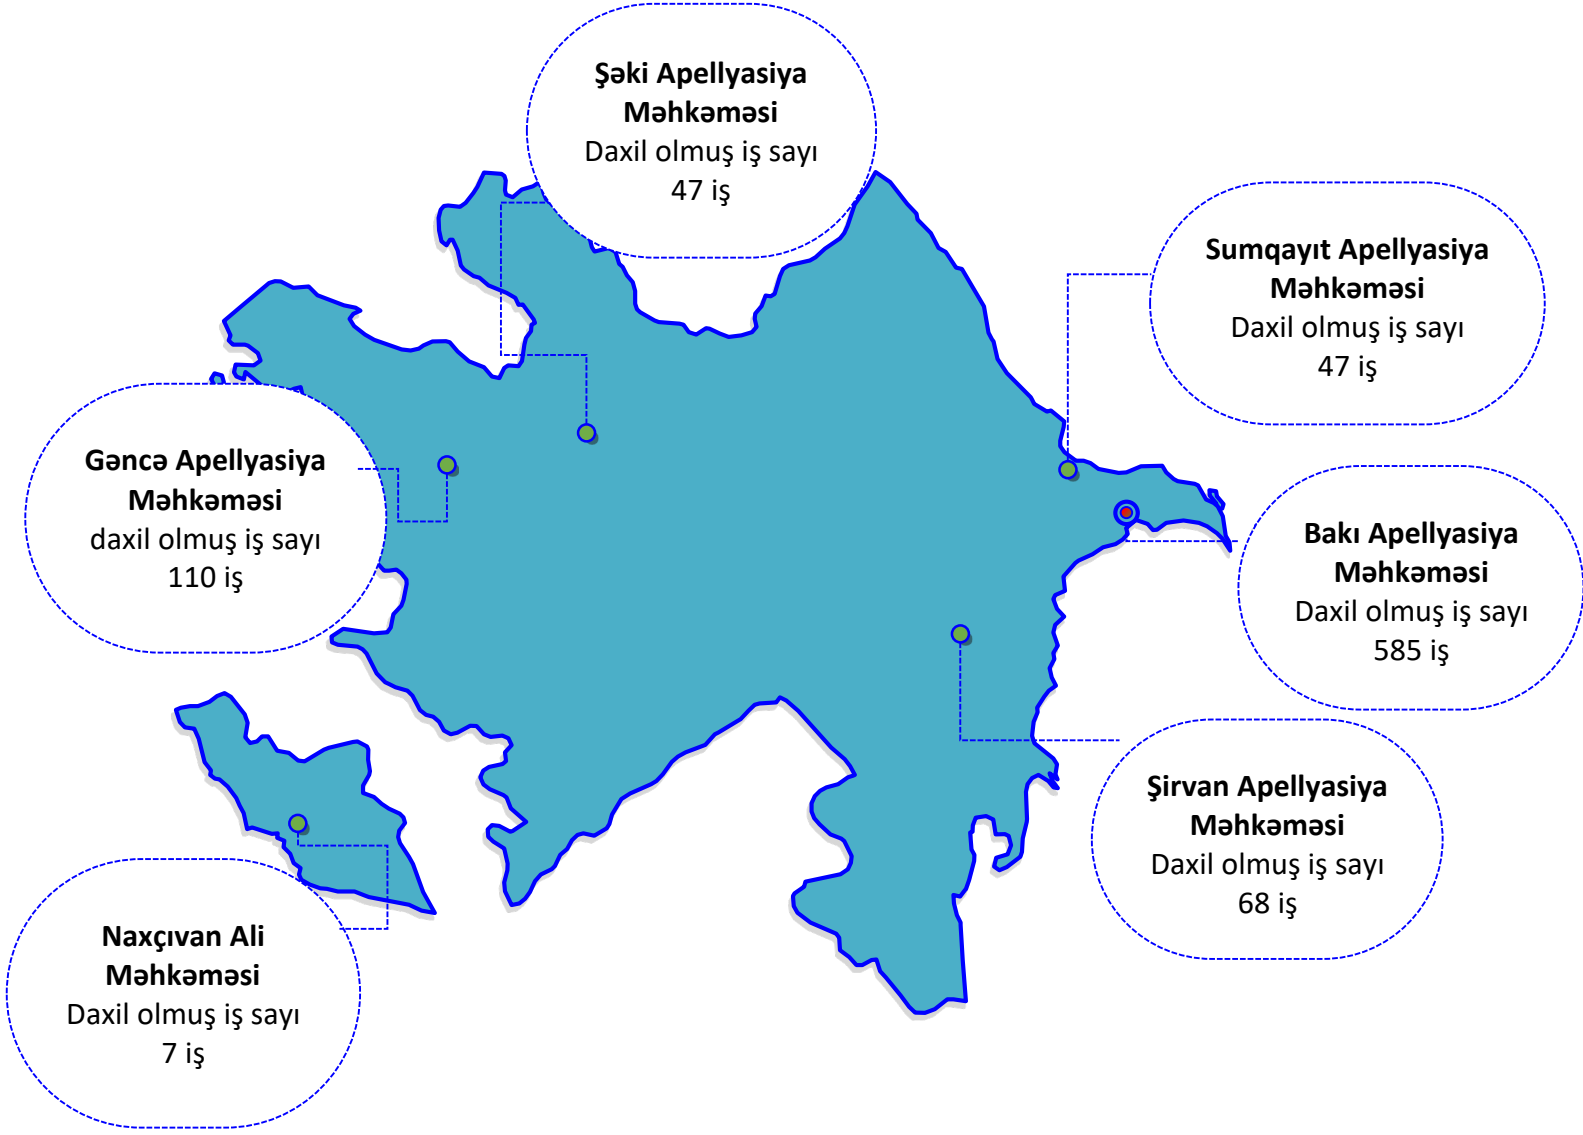 Şəki Apellyasiya
Məhkəməsi
Daxil olmuş iş sayı
47 iş
Sumqayıt Apellyasiya
Məhkəməsi
Daxil olmuş iş sayı
47 iş
Gəncə Apellyasiya
Məhkəməsi
daxil olmuş iş sayı
110 iş
Bakı Apellyasiya
Məhkəməsi
Daxil olmuş iş sayı
585 iş
Şirvan Apellyasiya
Məhkəməsi
Daxil olmuş iş sayı
68 iş
Naxçıvan Ali
Məhkəməsi
Daxil olmuş iş sayı
7 iş